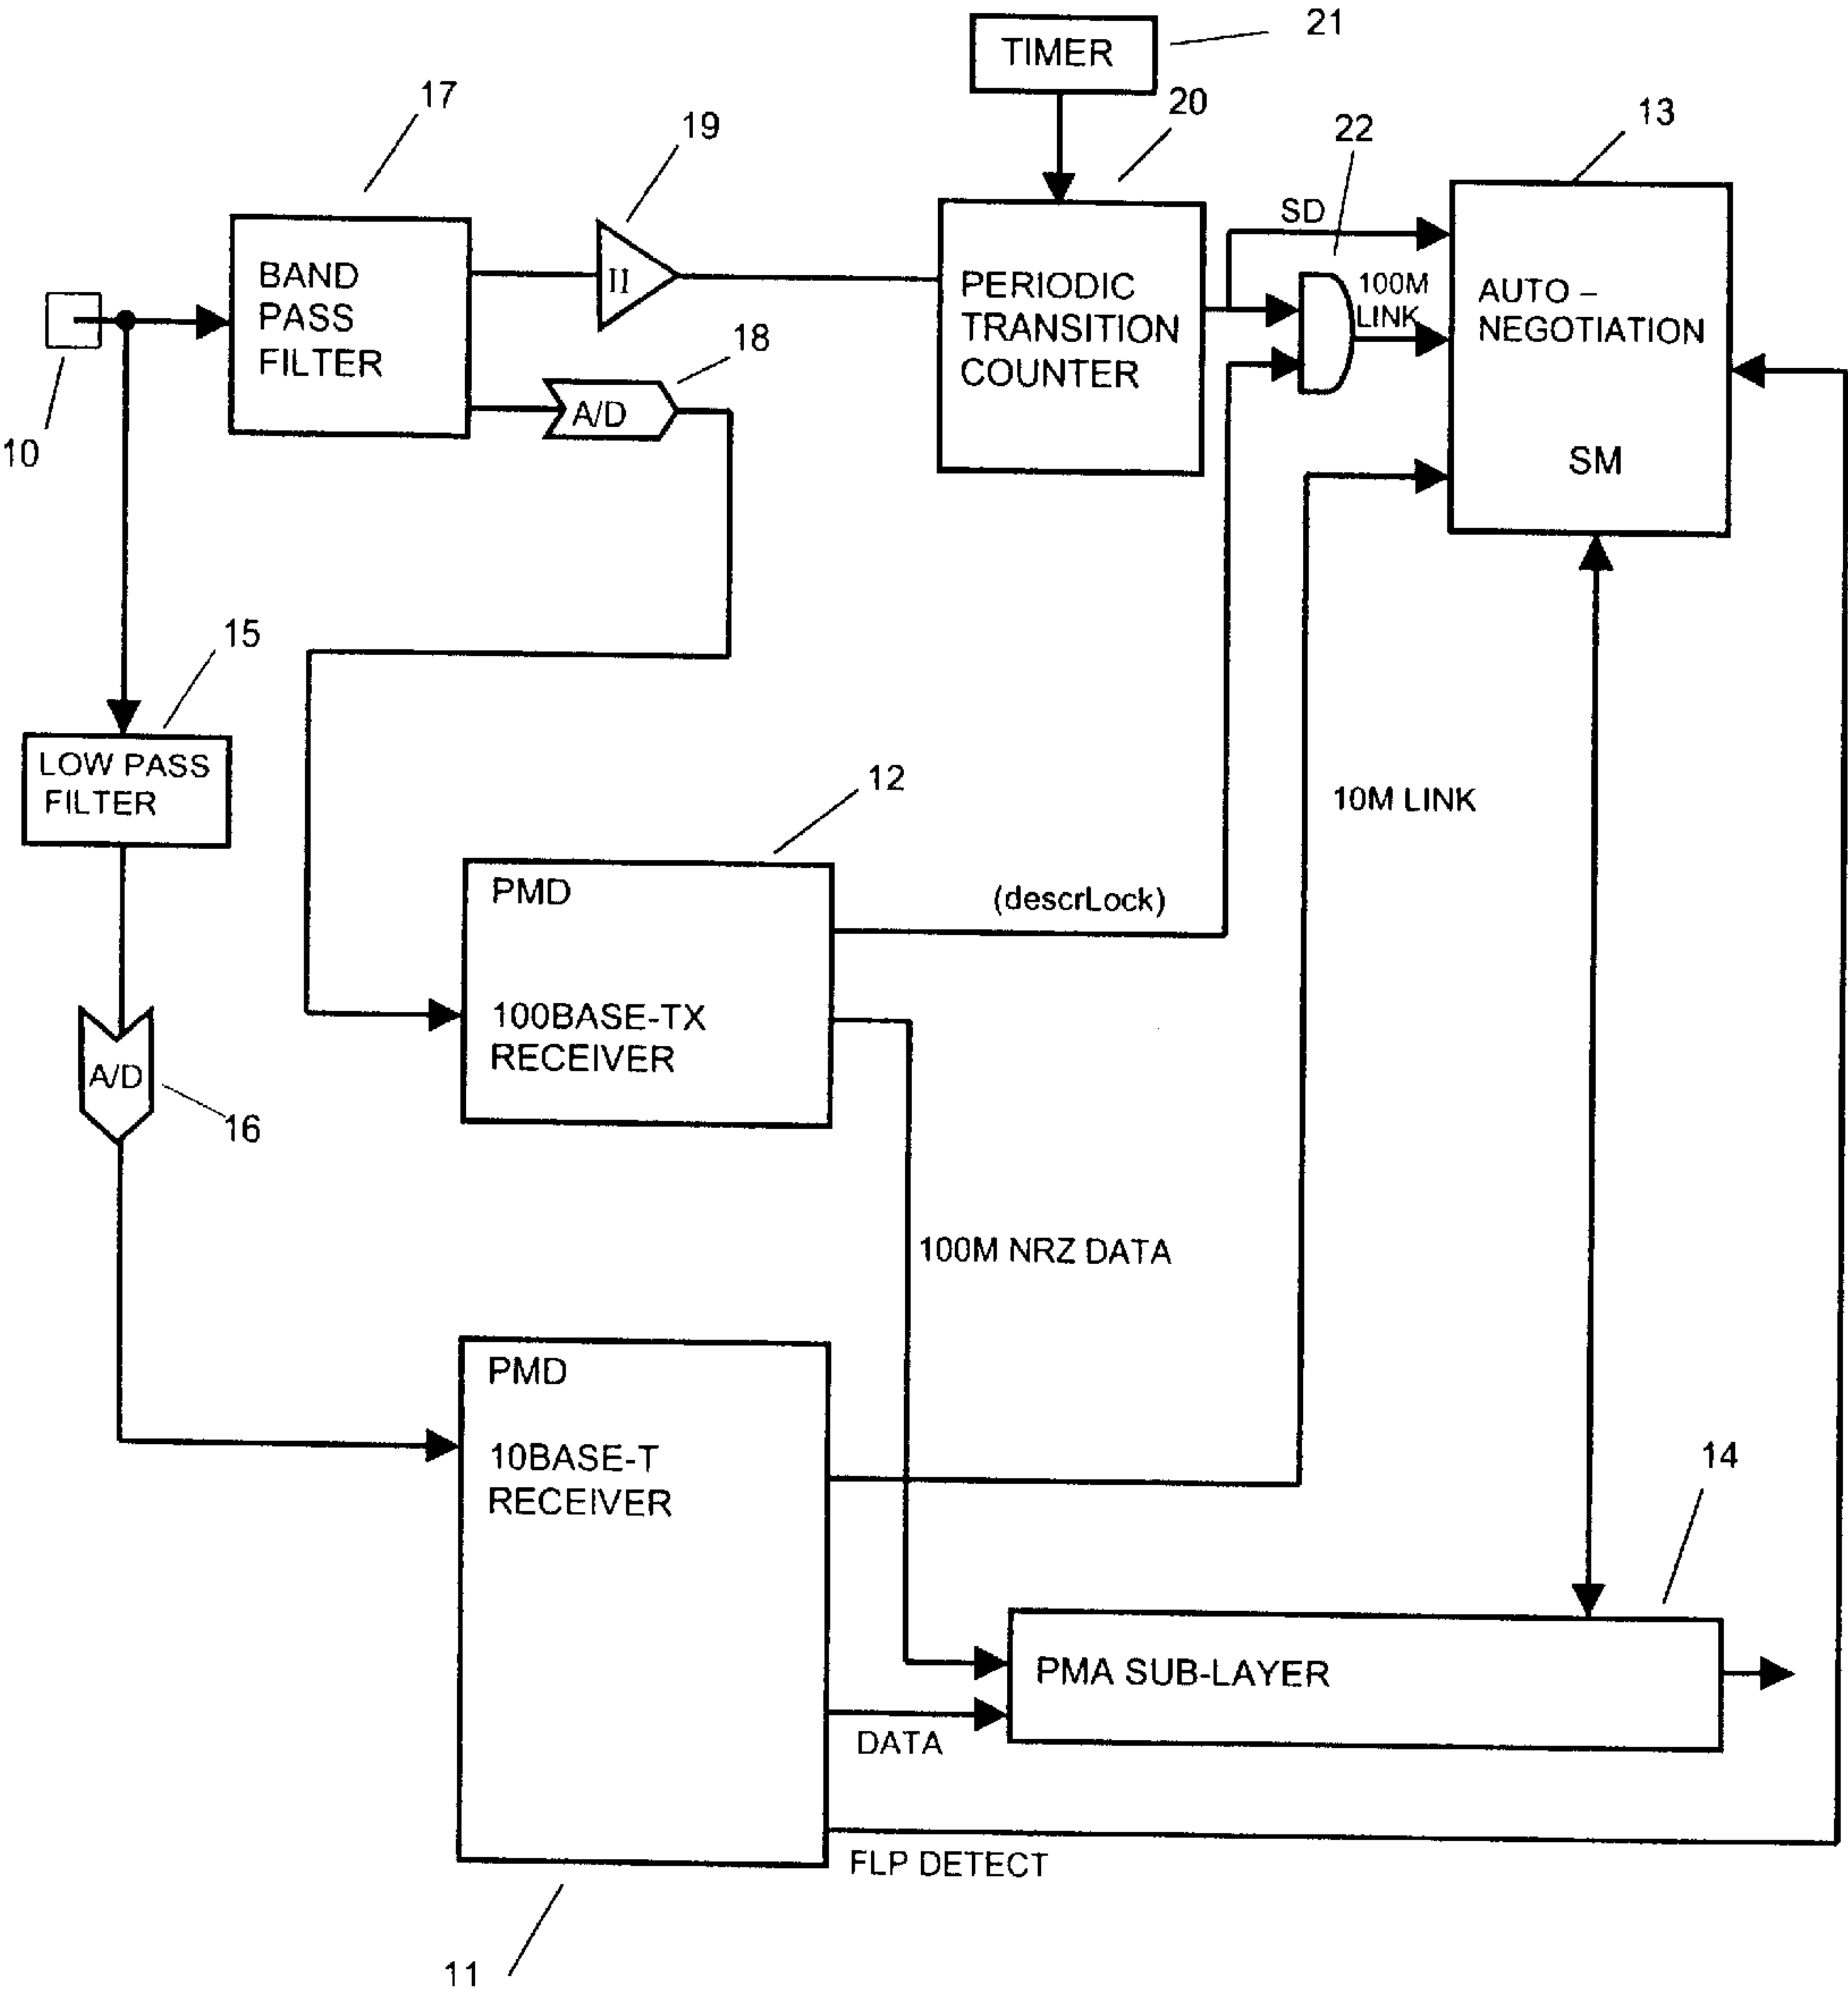 21
TIMER
17
19
20
22
13
SD
BAND
PASS
FILTER
II
PERIODIC
TRANSITION
COUNTER
100M
LINK
AUTO –
NEGOTIATION
SM
10
18
A/D
15
LOW PASS
FILTER
12
10M LINK
PMD
(descrLock)
100BASE-TX
RECEIVER
A/D
16
100M NRZ DATA
PMD
10BASE-T
RECEIVER
14
PMA SUB-LAYER
DATA
FLP DETECT
11